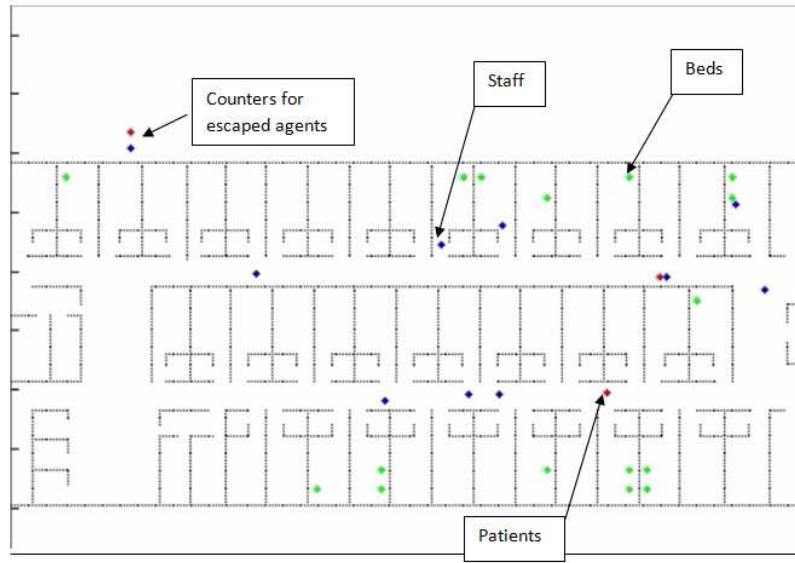 Counters for
escaped agents
Staff
Beds
Patients